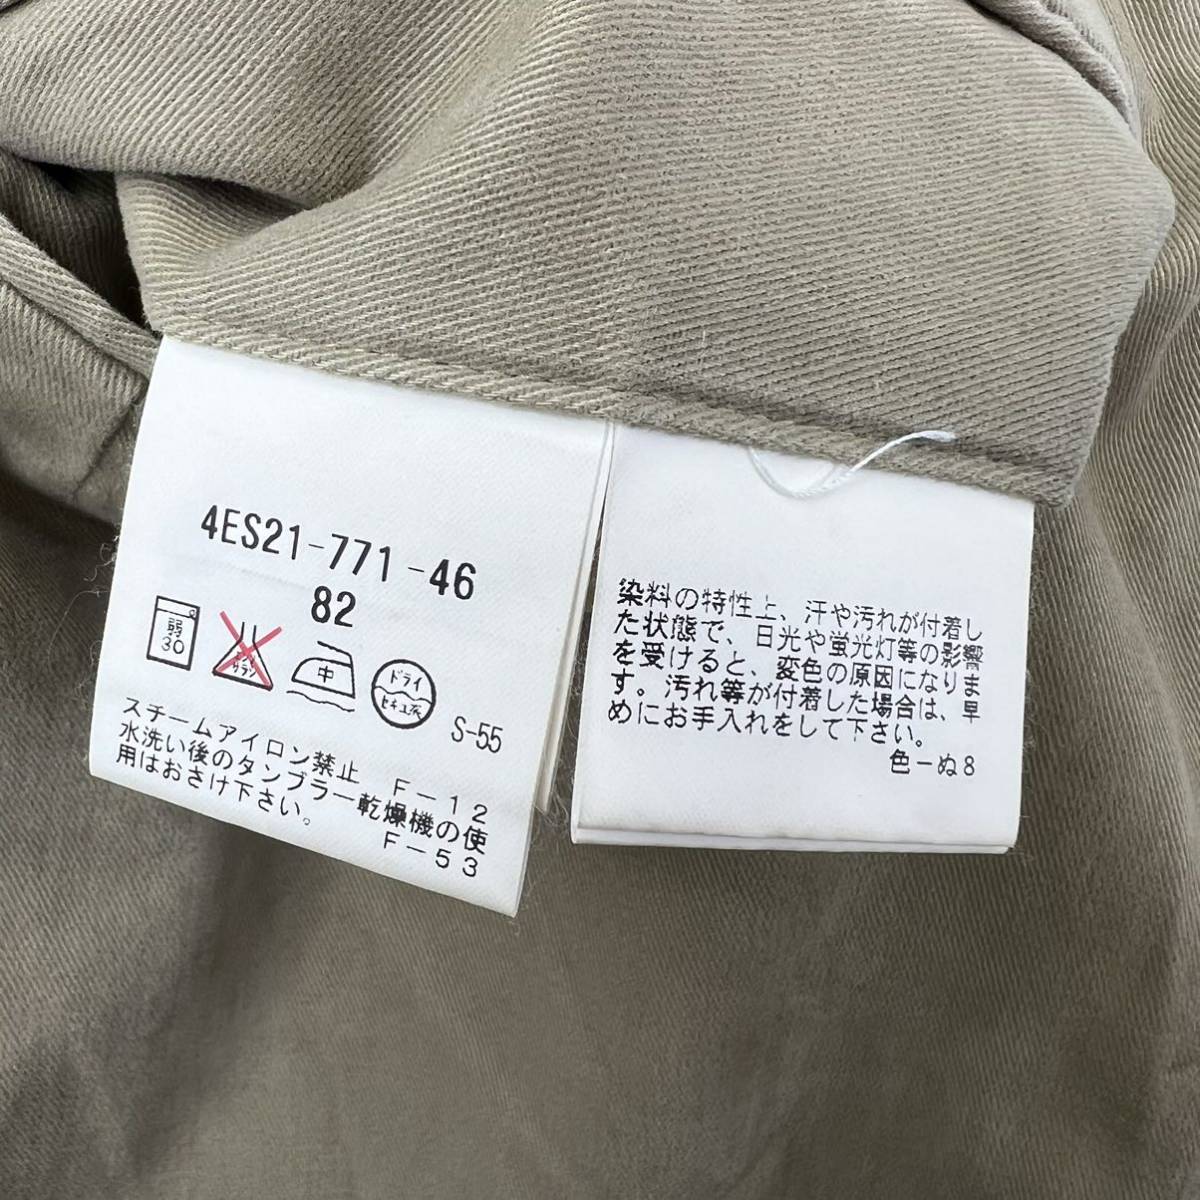 4ES21-771-46
82
弱
30
エンソ
サラシ
中
ドライ
セキユ系
S-55
スチームアイロン禁止 F-12
水洗い後のタンブラー乾燥機の使
用はおさけ下さい。 F-53
染料の特性上、汗や汚れが付着し
た状態で、日光や蛍光灯等の影響
を受けると、変色の原因になりま
す。汚れ等が付着した場合は、早
めにお手入れをして下さい。
色ーぬ8